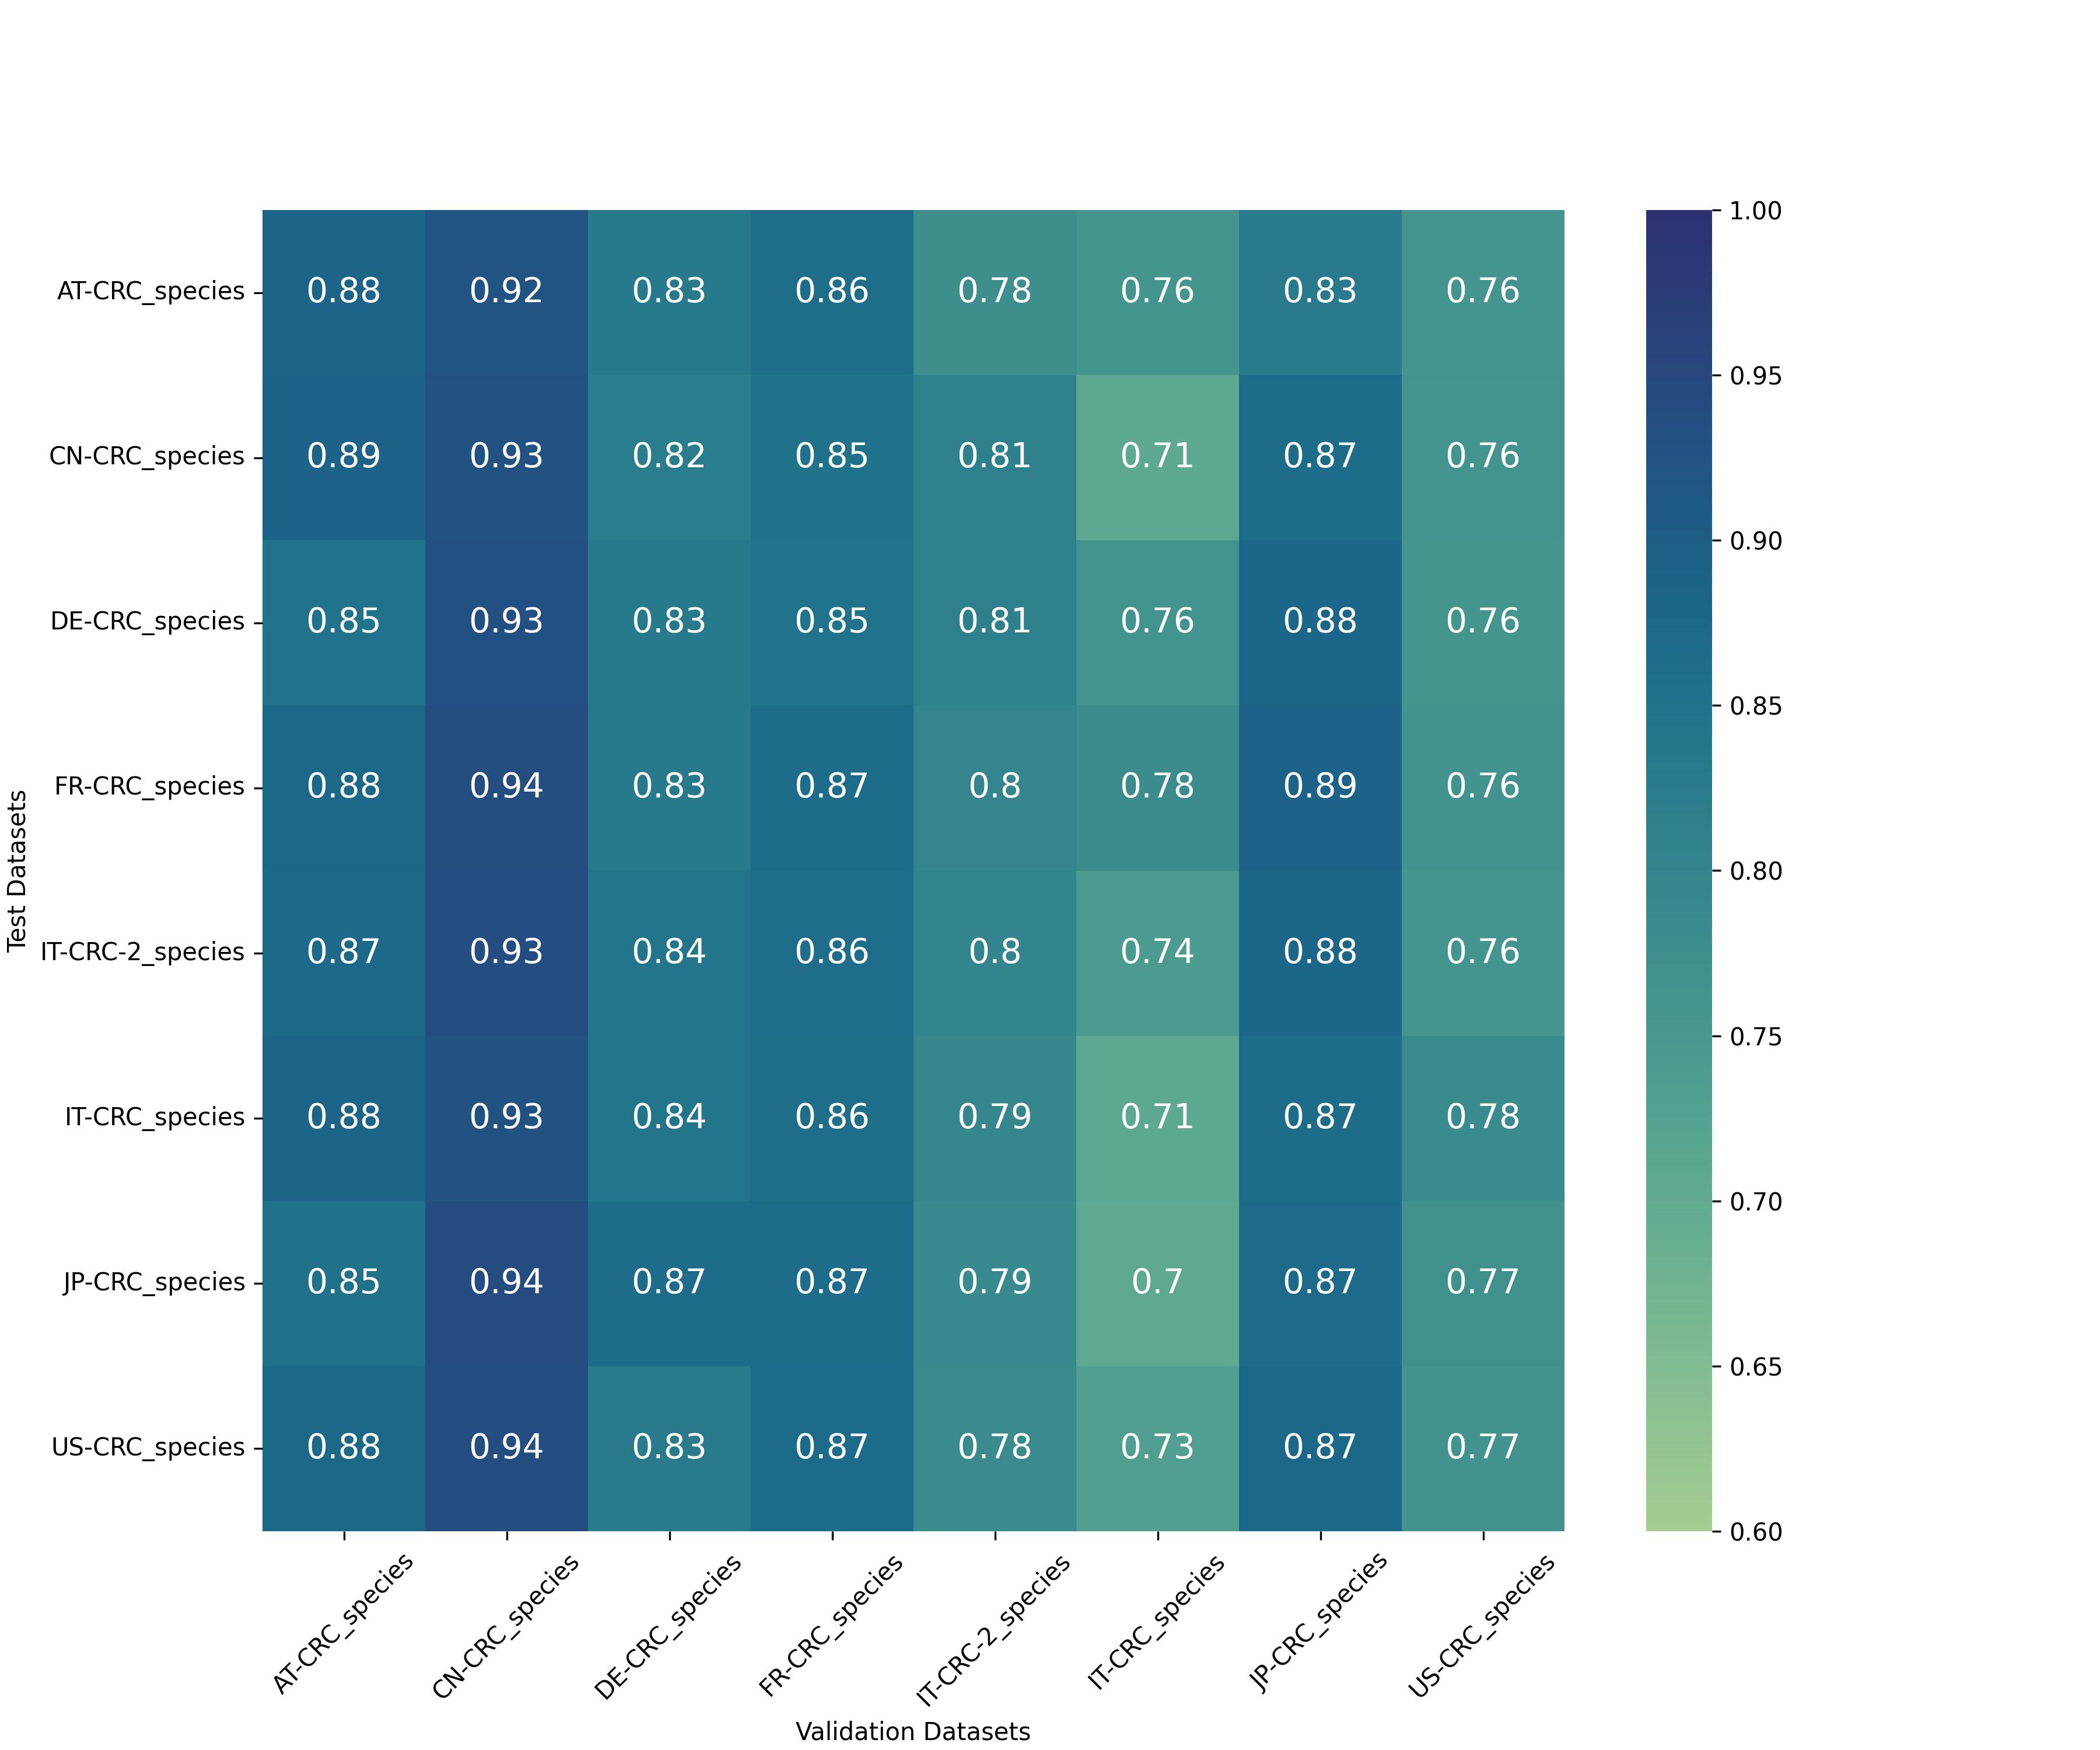 Test Datasets
AT-CRC_species 0.88 0.92 0.83 0.86 0.78 0.76 0.83 0.76
CN-CRC_species 0.89 0.93 0.82 0.85 0.81 0.71 0.87 0.76
DE-CRC_species 0.85 0.93 0.83 0.85 0.81 0.76 0.88 0.76
FR-CRC_species 0.88 0.94 0.83 0.87 0.8 0.78 0.89 0.76
IT-CRC-2_species 0.87 0.93 0.84 0.86 0.8 0.74 0.88 0.76
IT-CRC_species 0.88 0.93 0.84 0.86 0.79 0.71 0.87 0.78
JP-CRC_species 0.85 0.94 0.87 0.87 0.79 0.7 0.87 0.77
US-CRC_species 0.88 0.94 0.83 0.87 0.78 0.73 0.87 0.77
AT-CRC_species
CN-CRC_species
DE-CRC_species
FR-CRC_species
IT-CRC-2_species
IT-CRC_species
JP-CRC_species
US-CRC_species
Validation Datasets
1.00
0.95
0.90
0.85
0.80
0.75
0.70
0.65
0.60